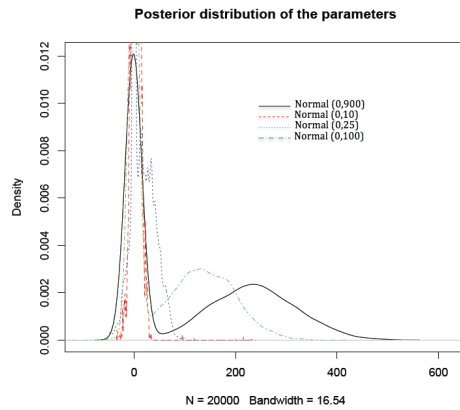 Posterior distribution of the parameters
Density
0.012
0.010
0.008
0.006
0.004
0.002
0.000
Normal (0,900)
Normal (0,10)
Normal (0,25)
Normal (0,100)
0 200 400 600
N = 20000 Bandwidth = 16.54